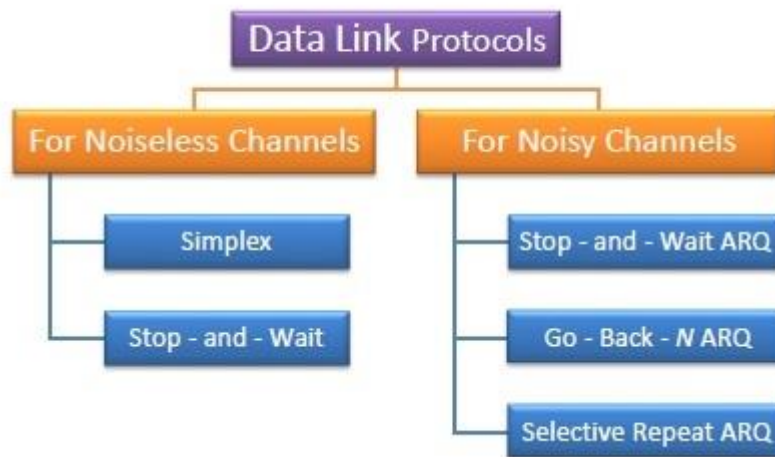 Data Link Protocols
For Noiseless Channels
For Noisy Channels
Simplex
Stop - and - Wait
Stop - and - Wait ARQ
Go - Back - N ARQ
Selective Repeat ARQ